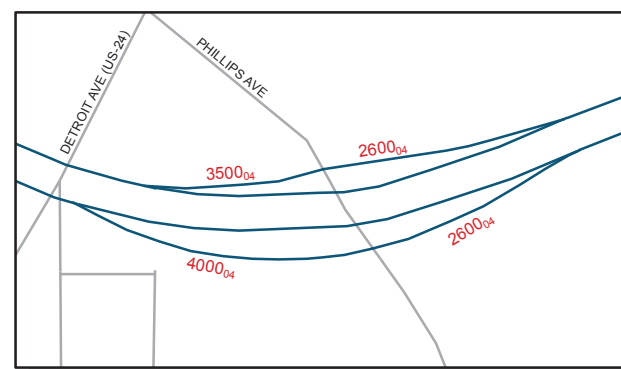 DETROIT AVE (US-24)
PHILLIPS AVE
3500₀₄
2600₀₄
4000₀₄
2600₀₄